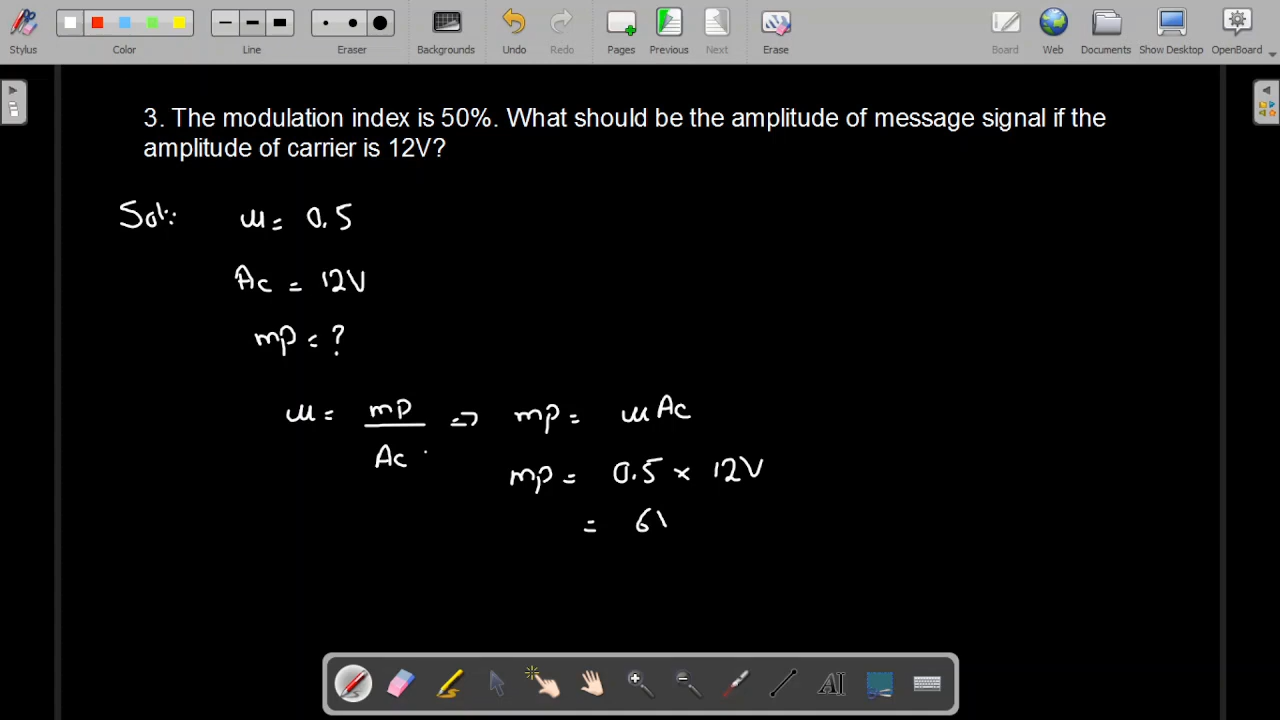 Stylus Color Line Eraser Backgrounds Undo Redo Pages Previous Next Erase Board Web Documents Show Desktop OpenBoard
3. The modulation index is 50%. What should be the amplitude of message signal if the
amplitude of carrier is 12V?
Sol: μ = 0.5
Ac = 12V
mp = ?
μ = mp / Ac => mp = μAc
mp = 0.5 x 12V
= 6